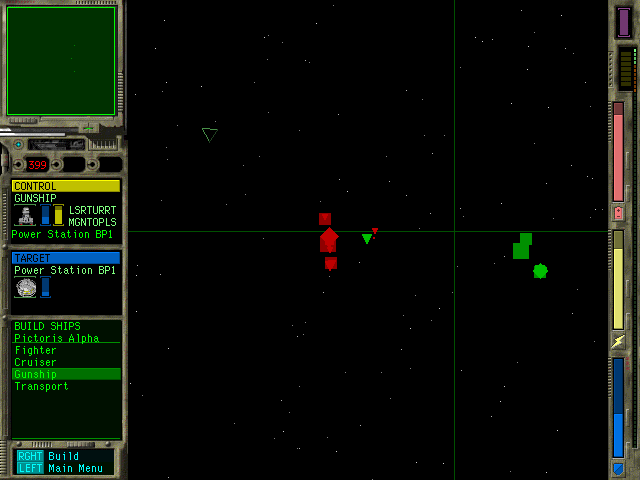 399
CONTROL
GUNSHIP
LSRTURRT
MGNTOPLS
Power Station BP1
TARGET
Power Station BP1
BUILD SHIPS
Pictoris Alpha
Fighter
Cruiser
Gunship
Transport
RGHT Build
LEFT Main Menu